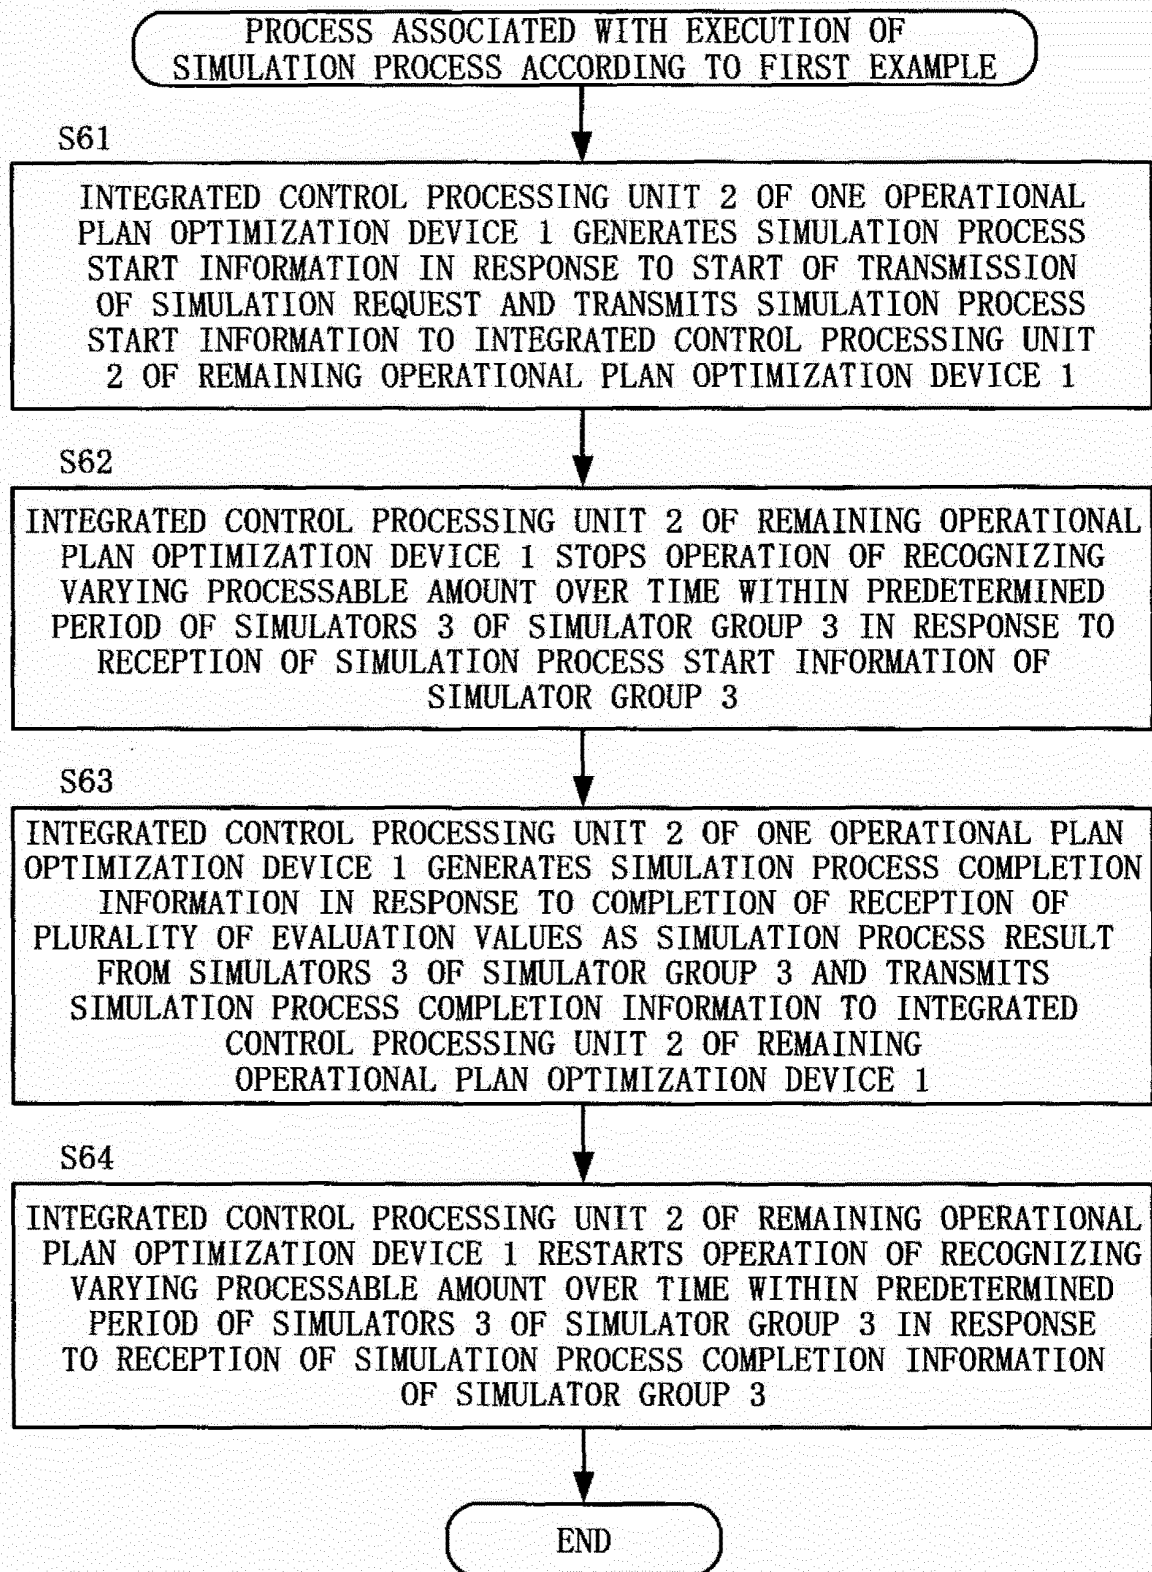 PROCESS ASSOCIATED WITH EXECUTION OF
SIMULATION PROCESS ACCORDING TO FIRST EXAMPLE
S61
INTEGRATED CONTROL PROCESSING UNIT 2 OF ONE OPERATIONAL
PLAN OPTIMIZATION DEVICE 1 GENERATES SIMULATION PROCESS
START INFORMATION IN RESPONSE TO START OF TRANSMISSION
OF SIMULATION REQUEST AND TRANSMITS SIMULATION PROCESS
START INFORMATION TO INTEGRATED CONTROL PROCESSING UNIT
2 OF REMAINING OPERATIONAL PLAN OPTIMIZATION DEVICE 1
S62
INTEGRATED CONTROL PROCESSING UNIT 2 OF REMAINING OPERATIONAL
PLAN OPTIMIZATION DEVICE 1 STOPS OPERATION OF RECOGNIZING
VARYING PROCESSABLE AMOUNT OVER TIME WITHIN PREDETERMINED
PERIOD OF SIMULATORS 3 OF SIMULATOR GROUP 3 IN RESPONSE TO
RECEPTION OF SIMULATION PROCESS START INFORMATION OF
SIMULATOR GROUP 3
S63
INTEGRATED CONTROL PROCESSING UNIT 2 OF ONE OPERATIONAL PLAN
OPTIMIZATION DEVICE 1 GENERATES SIMULATION PROCESS COMPLETION
INFORMATION IN RESPONSE TO COMPLETION OF RECEPTION OF
PLURALITY OF EVALUATION VALUES AS SIMULATION PROCESS RESULT
FROM SIMULATORS 3 OF SIMULATOR GROUP 3 AND TRANSMITS
SIMULATION PROCESS COMPLETION INFORMATION TO INTEGRATED
CONTROL PROCESSING UNIT 2 OF REMAINING
OPERATIONAL PLAN OPTIMIZATION DEVICE 1
S64
INTEGRATED CONTROL PROCESSING UNIT 2 OF REMAINING OPERATIONAL
PLAN OPTIMIZATION DEVICE 1 RESTARTS OPERATION OF RECOGNIZING
VARYING PROCESSABLE AMOUNT OVER TIME WITHIN PREDETERMINED
PERIOD OF SIMULATORS 3 OF SIMULATOR GROUP 3 IN RESPONSE
TO RECEPTION OF SIMULATION PROCESS COMPLETION INFORMATION
OF SIMULATOR GROUP 3
END